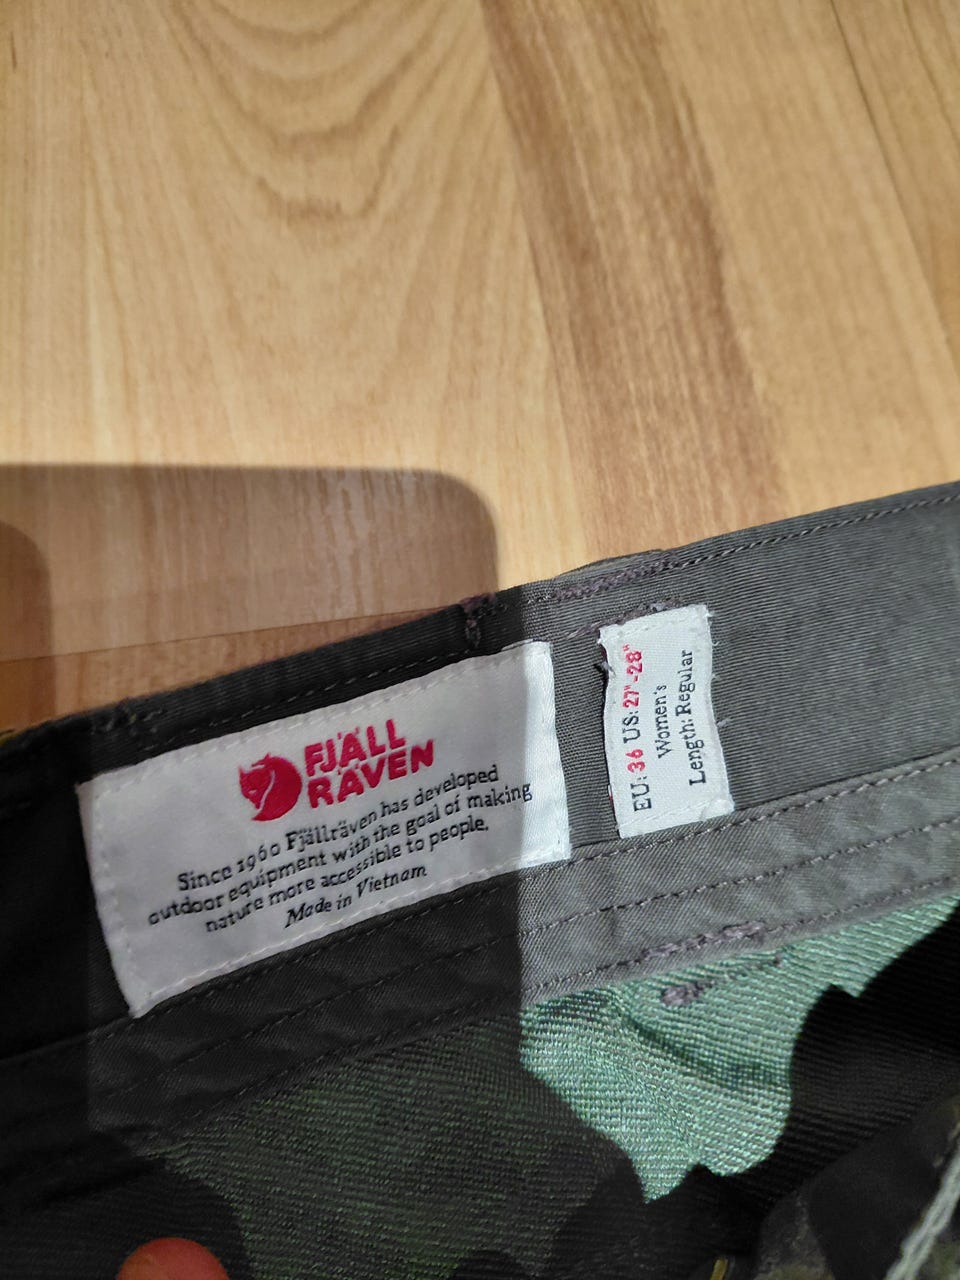 FJÄLL
RÄVEN
Since 1960 Fjällräven has developed
outdoor equipment with the goal of making
nature more accessible to people.
Made in Vietnam
EU: 36 US: 27"-28"
Women's
Length: Regular